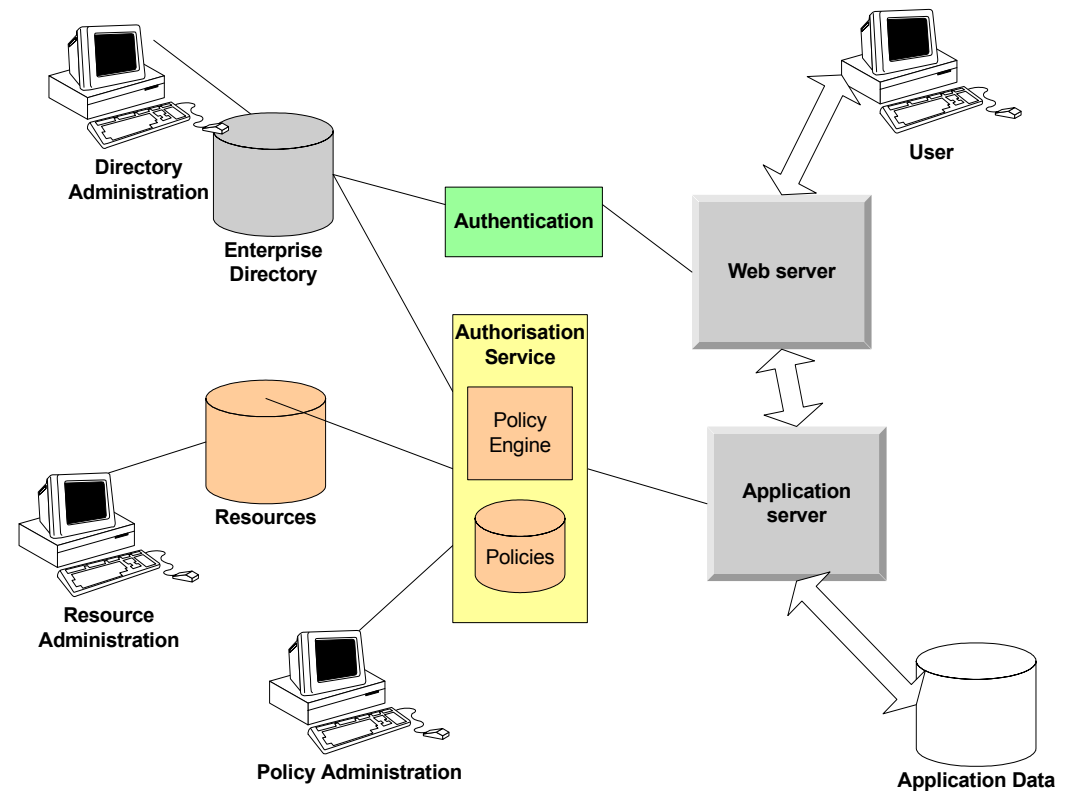 Directory
Administration
User
Enterprise
Directory
Authentication
Web server
Authorisation
Service
Policy
Engine
Resources
Application
server
Policies
Resource
Administration
Policy Administration
Application Data